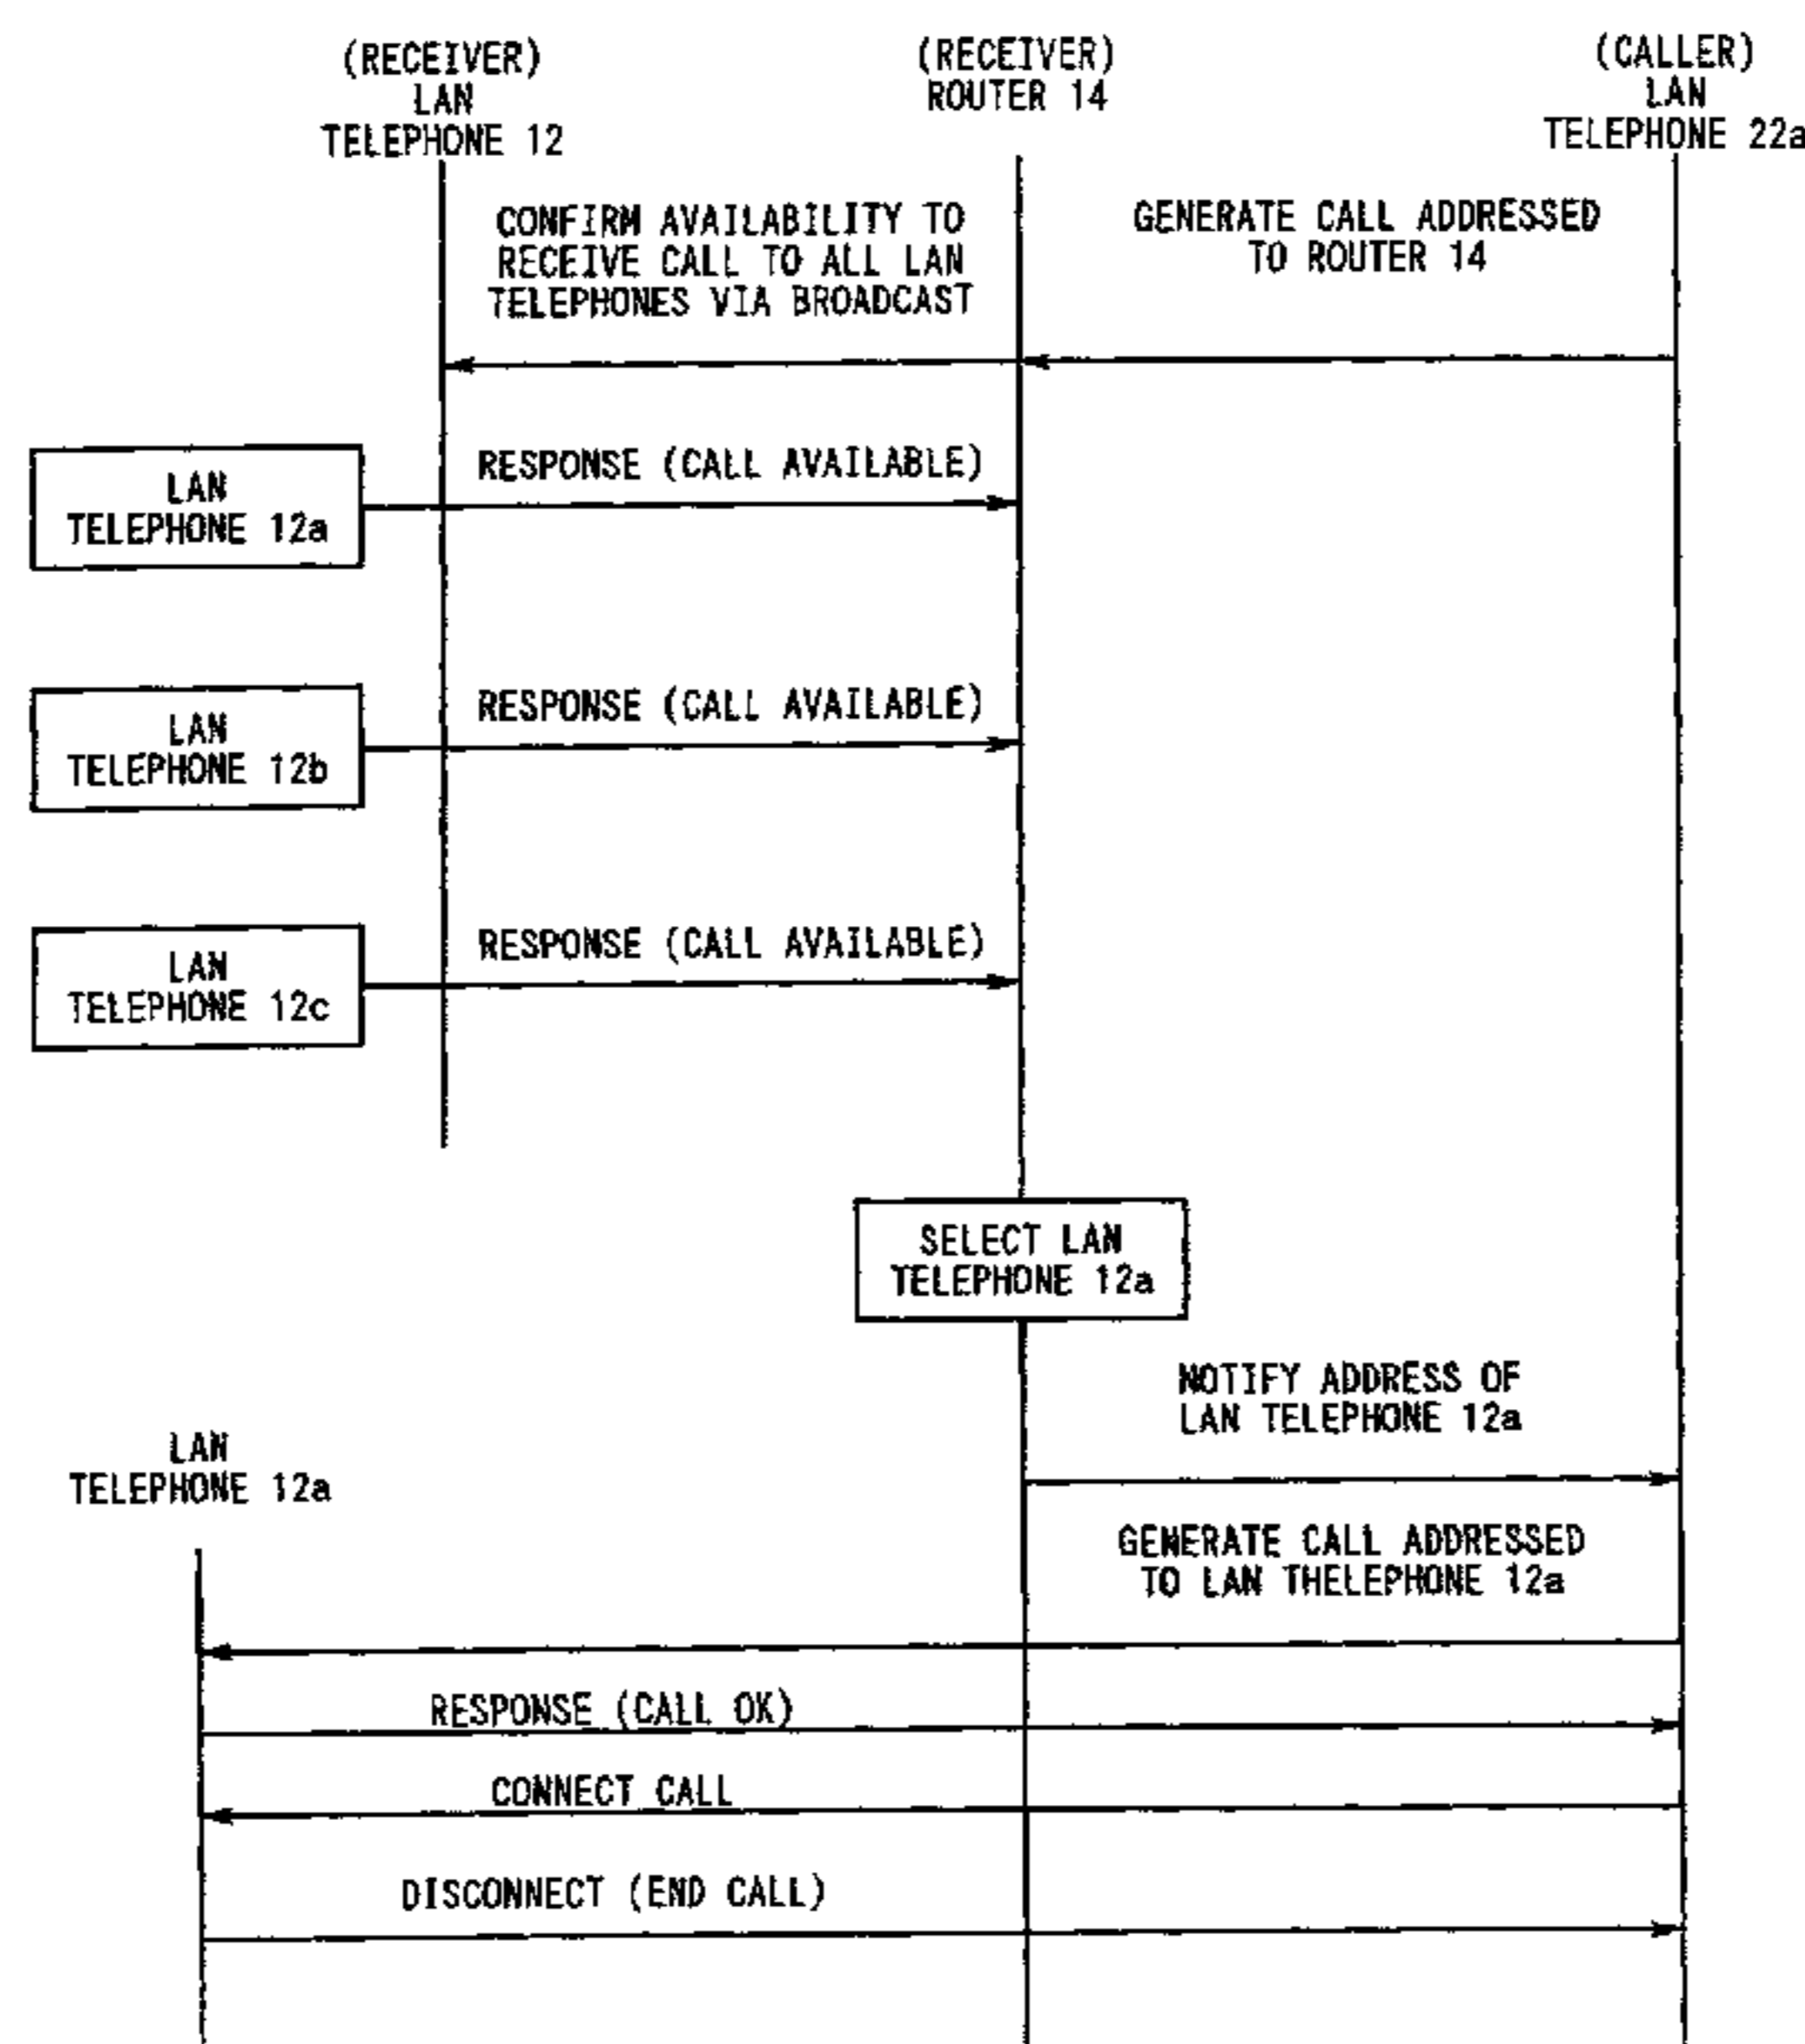 (RECEIVER)
LAN
TELEPHONE 12
(RECEIVER)
ROUTER 14
(CALLER)
LAN
TELEPHONE 22a
CONFIRM AVAILABILITY TO
RECEIVE CALL TO ALL LAN
TELEPHONES VIA BROADCAST
GENERATE CALL ADDRESSED
TO ROUTER 14
LAN
TELEPHONE 12a
RESPONSE (CALL AVAILABLE)
LAN
TELEPHONE 12b
RESPONSE (CALL AVAILABLE)
LAN
TELEPHONE 12c
RESPONSE (CALL AVAILABLE)
SELECT LAN
TELEPHONE 12a
NOTIFY ADDRESS OF
LAN TELEPHONE 12a
LAN
TELEPHONE 12a
GENERATE CALL ADDRESSED
TO LAN THELEPHONE 12a
RESPONSE (CALL OK)
CONNECT CALL
DISCONNECT (END CALL)